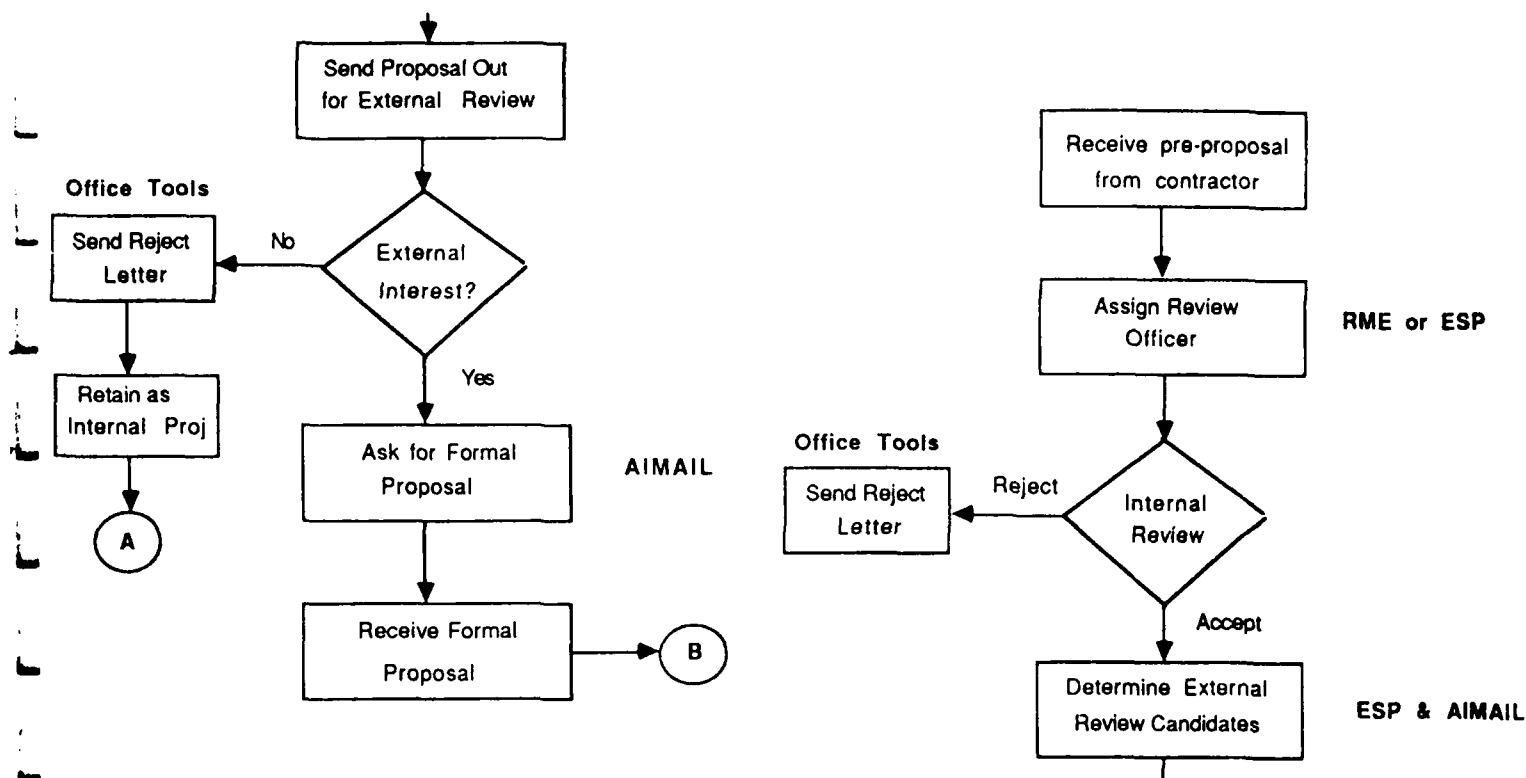 Send Proposal Out
for External Review
Office Tools
Send Reject
Letter
No
External
Interest?
Yes
Retain as
Internal Proj
A
Ask for Formal
Proposal
AIMAIL
Receive Formal
Proposal
B
Receive pre-proposal
from contractor
Assign Review
Officer
RME or ESP
Office Tools
Send Reject
Letter
Reject
Internal
Review
Accept
Determine External
Review Candidates
ESP & AIMAIL